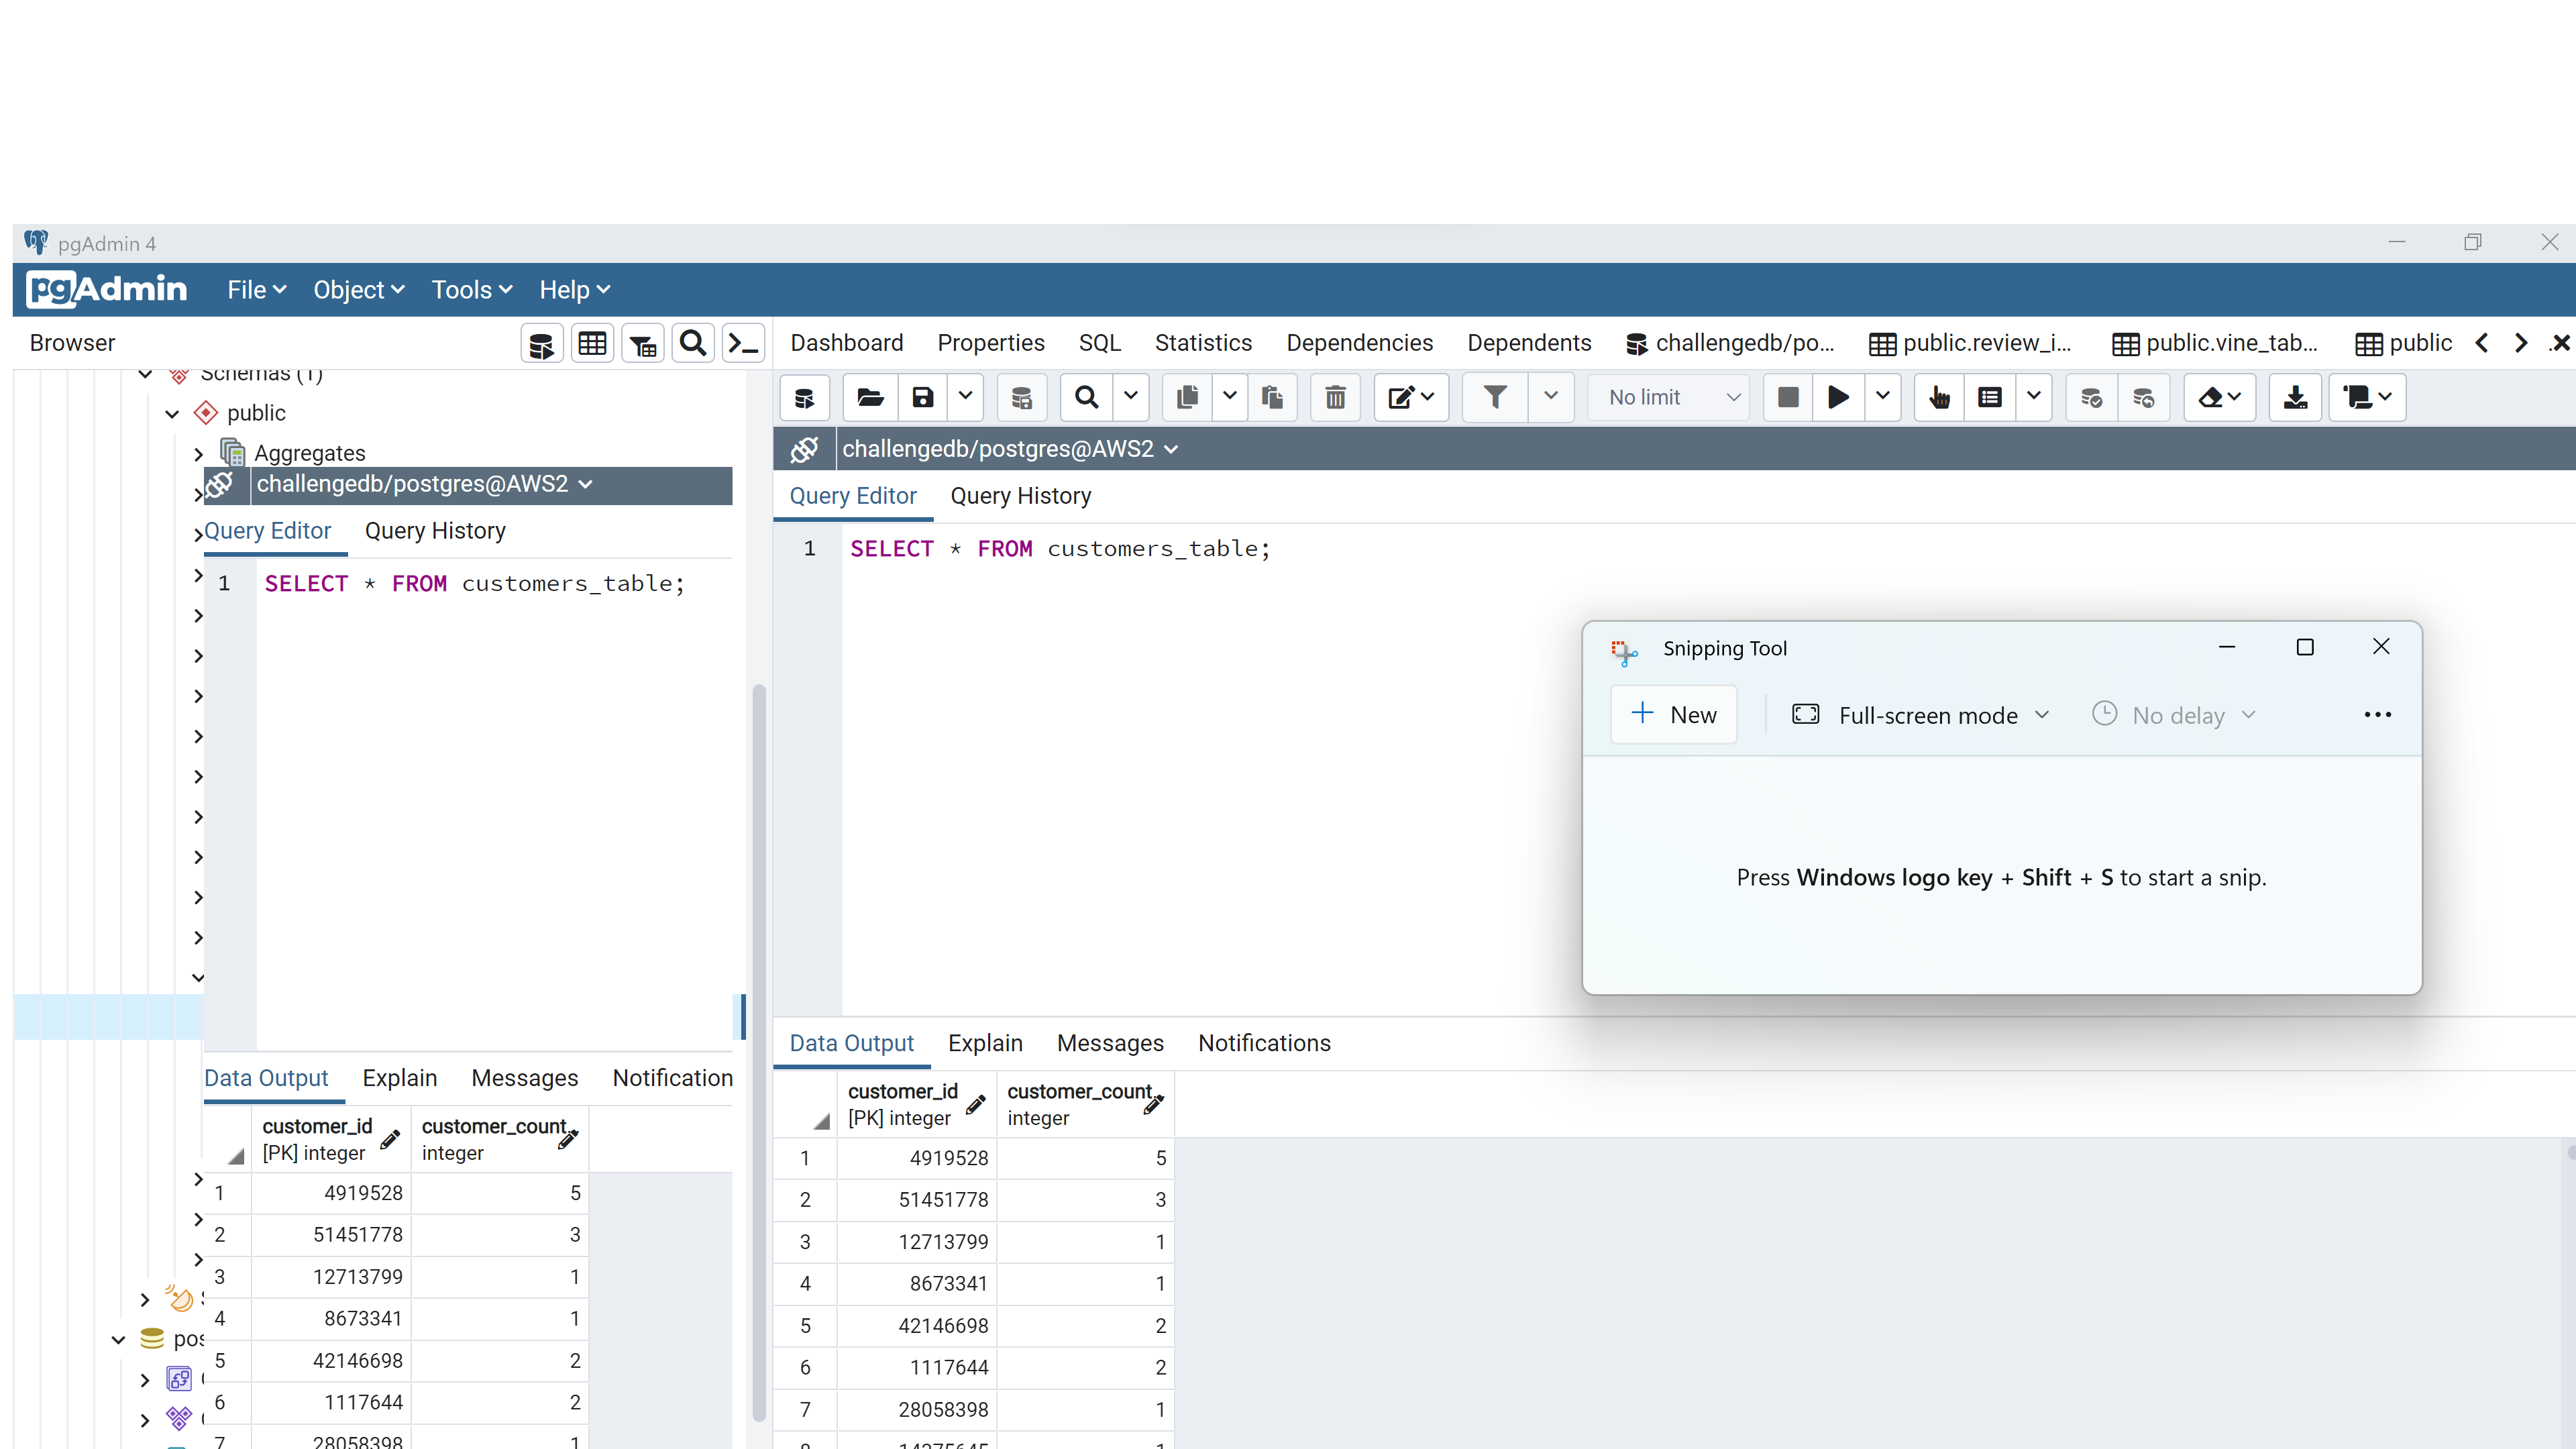 pgAdmin 4
pgAdmin File Object Tools Help
Browser
Dashboard Properties SQL Statistics Dependencies Dependents challengedb/po... public.review_i... public.vine_tab... public
Schemas (1)
public
Aggregates
No limit
challengedb/postgres@AWS2
Query Editor Query History
1 SELECT * FROM customers_table;
Data Output Explain Messages Notification
customer_id customer_count
[PK] integer integer
1 4919528 5
2 51451778 3
3 12713799 1
4 8673341 1
5 42146698 2
6 1117644 2
7 28058398 1
challengedb/postgres@AWS2
Query Editor Query History
1 SELECT * FROM customers_table;
Snipping Tool
New Full-screen mode No delay
Press Windows logo key + Shift + S to start a snip.
Data Output Explain Messages Notifications
customer_id customer_count
[PK] integer integer
1 4919528 5
2 51451778 3
3 12713799 1
4 8673341 1
5 42146698 2
6 1117644 2
7 28058398 1